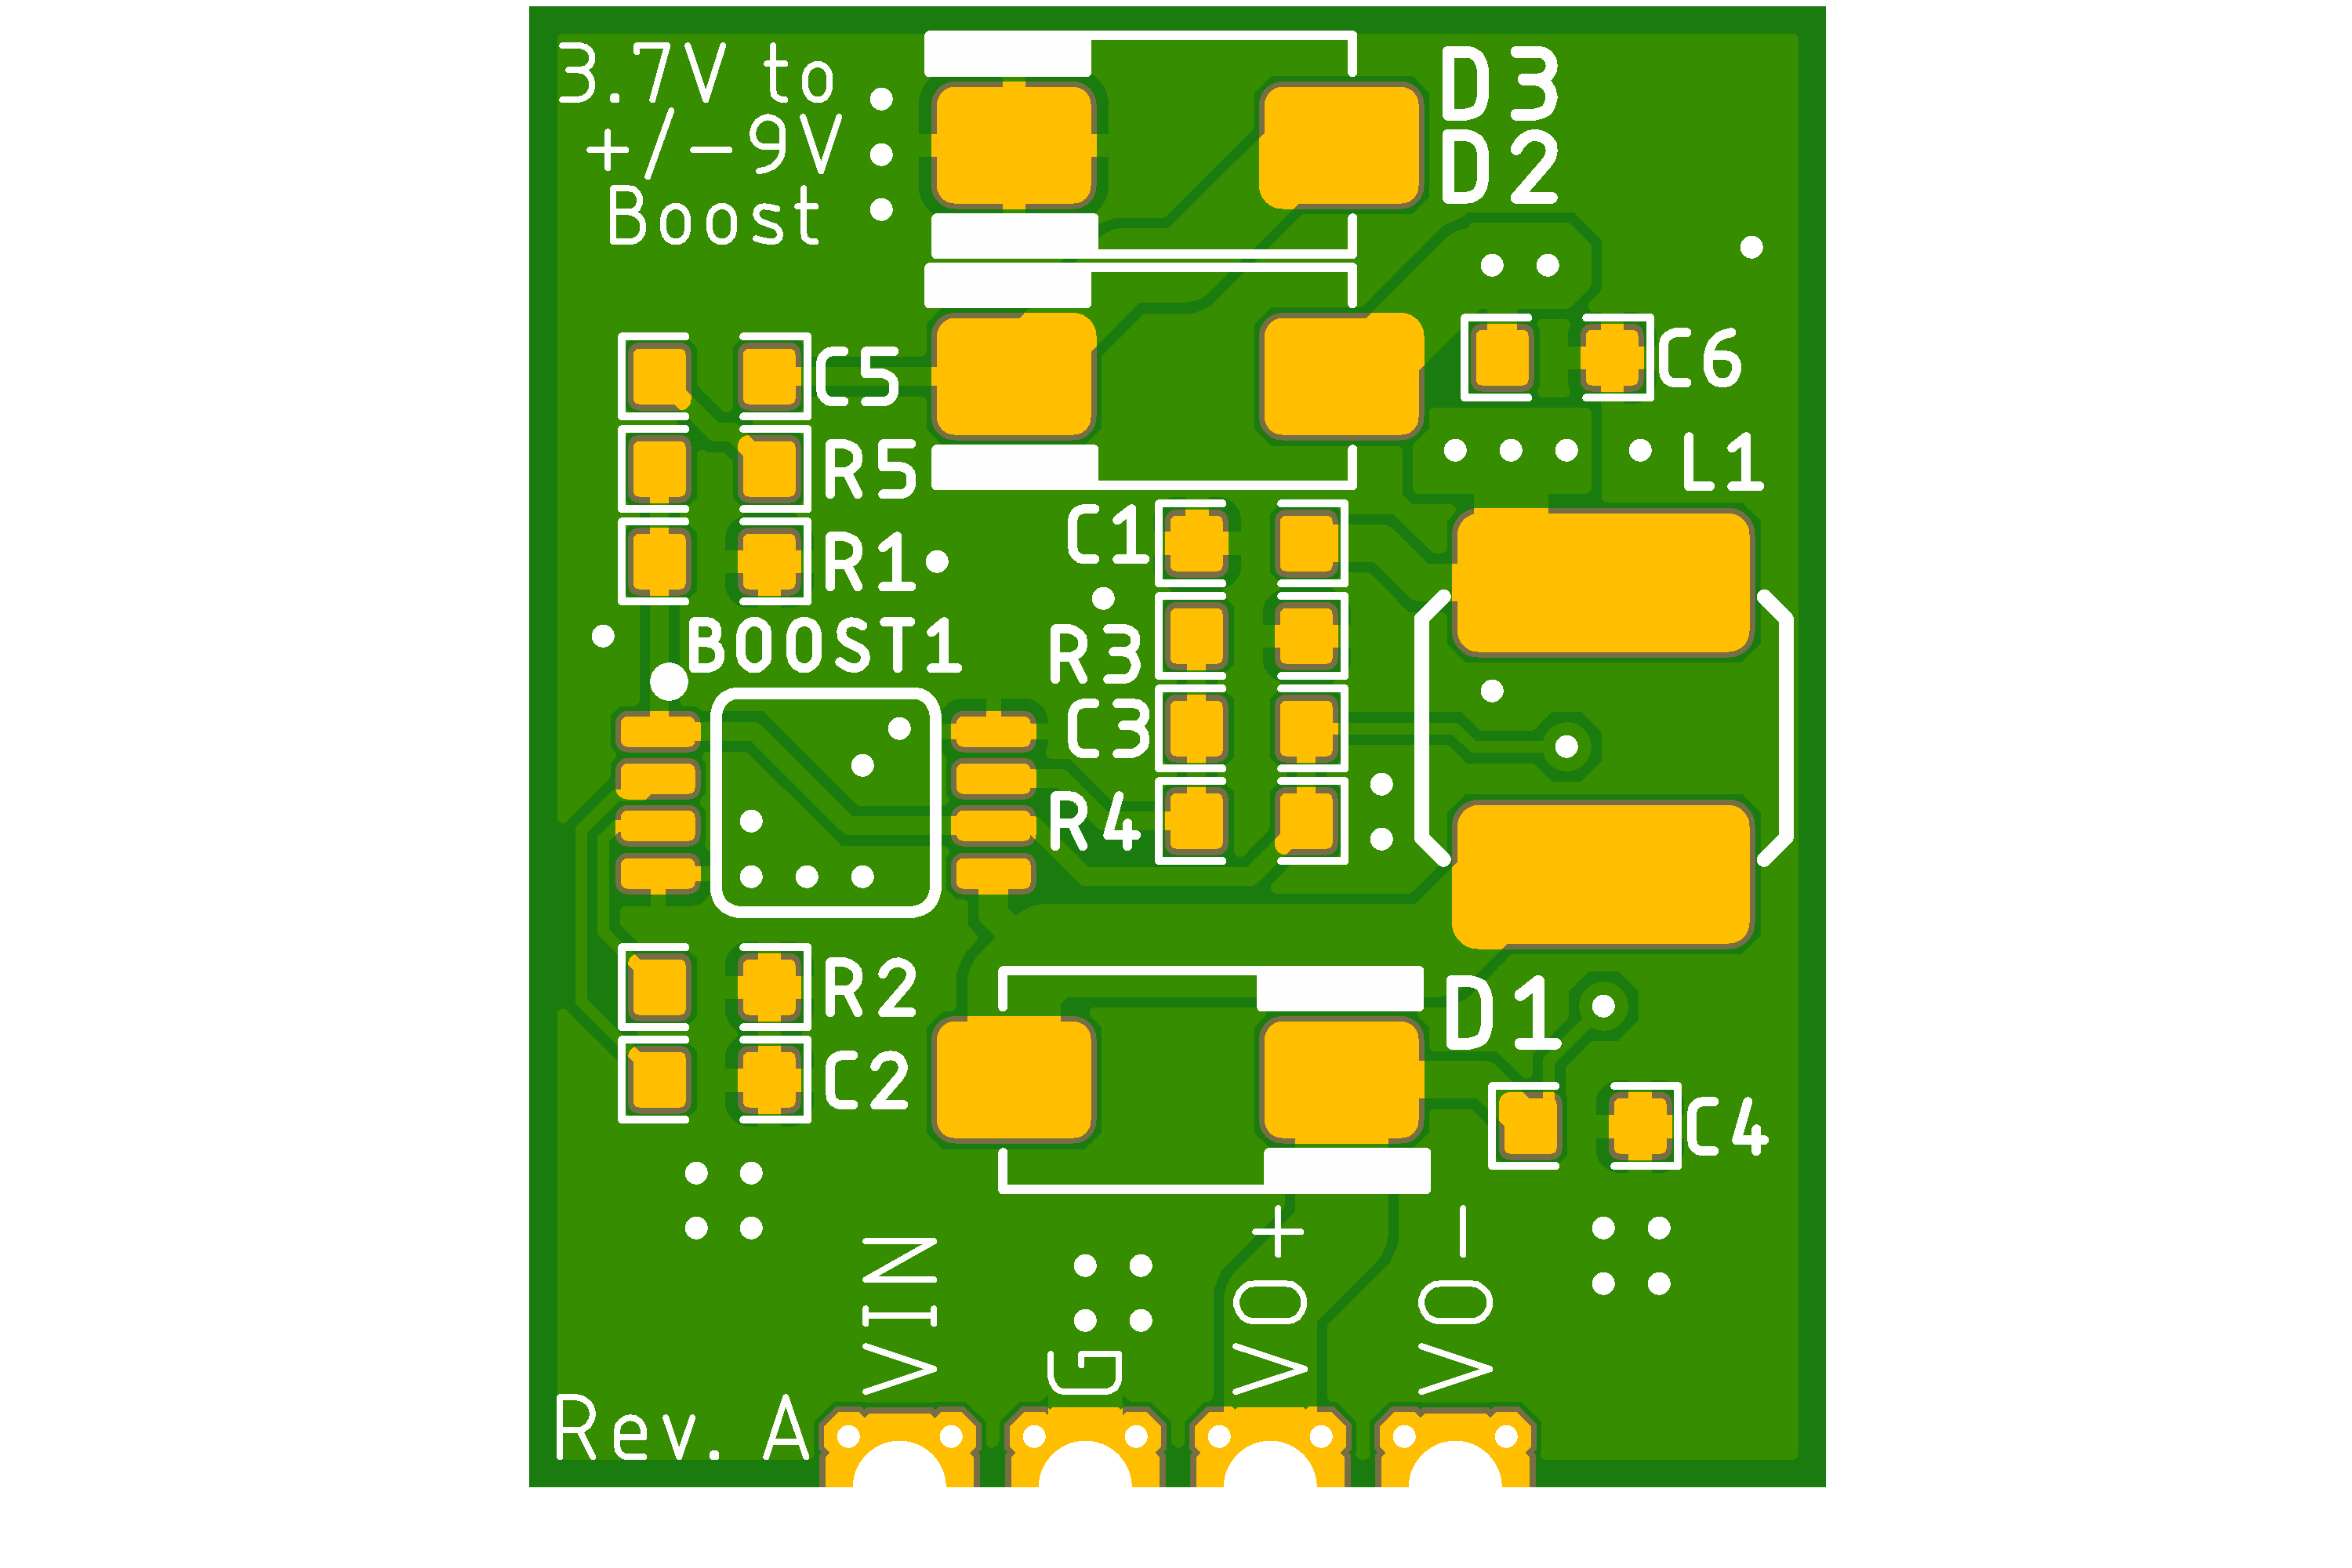 3.7V to
+/-9V
Boost
D3
D2
C5
C6
R5
L1
R1
C1
BOOST1
R3
C3
R4
R2
D1
C2
C4
VIN
G
VO+
VO-
Rev. A